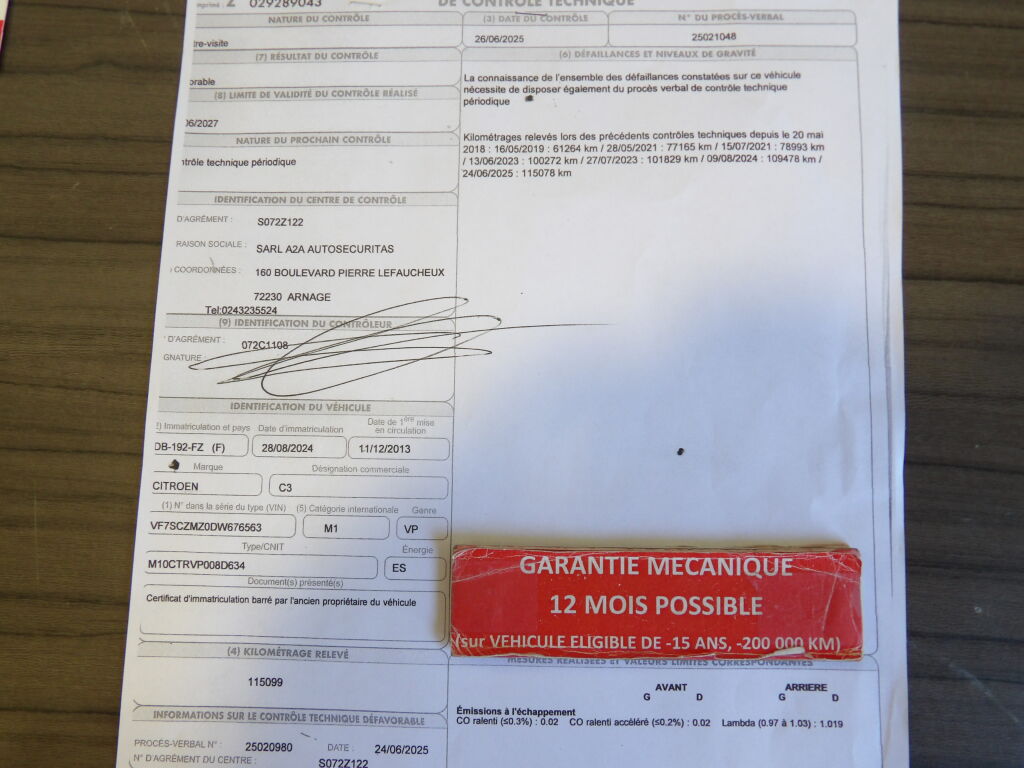 imprimé : Z 029289043 DE CONTRÔLE TECHNIQUE
NATURE DU CONTRÔLE
tre-visite
(3) DATE DU CONTRÔLE
26/06/2025
N° DU PROCÈS-VERBAL
25021048
(7) RÉSULTAT DU CONTRÔLE
orable
(8) LIMITE DE VALIDITÉ DU CONTRÔLE RÉALISÉ
06/2027
NATURE DU PROCHAIN CONTRÔLE
ntrôle technique périodique
(6) DÉFAILLANCES ET NIVEAUX DE GRAVITÉ
La connaissance de l'ensemble des défaillances constatées sur ce véhicule
nécessite de disposer également du procès verbal de contrôle technique
périodique
Kilométrages relevés lors des précédents contrôles techniques depuis le 20 mai
2018 : 16/05/2019 : 61264 km / 28/05/2021 : 77165 km / 15/07/2021 : 78993 km
/ 13/06/2023 : 100272 km / 27/07/2023 : 101829 km / 09/08/2024 : 109478 km /
24/06/2025 : 115078 km
IDENTIFICATION DU CENTRE DE CONTRÔLE
D'AGRÉMENT : S072Z122
RAISON SOCIALE : SARL A2A AUTOSECURITAS
COORDONNÉES : 160 BOULEVARD PIERRE LEFAUCHEUX
72230 ARNAGE
Tel:0243235524
(9) IDENTIFICATION DU CONTRÔLEUR
D'AGRÉMENT : 072C1108
GNATURE :
IDENTIFICATION DU VÉHICULE
) Immatriculation et pays Date d'immatriculation Date de 1ère mise
en circulation
DB-192-FZ (F) 28/08/2024 11/12/2013
Marque Désignation commerciale
CITROEN C3
(1) N° dans la série du type (VIN) (5) Catégorie internationale Genre
VF7SCZMZ0DW676563 M1 VP
Type/CNIT Énergie
M10CTRVP008D634 ES
Document(s) présenté(s)
Certificat d'immatriculation barré par l'ancien propriétaire du véhicule
(4) KILOMÉTRAGE RELEVÉ
115099
INFORMATIONS SUR LE CONTRÔLE TECHNIQUE DÉFAVORABLE
PROCÈS-VERBAL N° : 25020980 DATE : 24/06/2025
N° D'AGRÉMENT DU CENTRE : S072Z122
GARANTIE MECANIQUE
12 MOIS POSSIBLE
(sur VEHICULE ELIGIBLE DE -15 ANS, -200 000 KM)
MESURES RÉALISÉES ET VALEURS LIMITES CORRESPONDANTES
AVANT ARRIERE
G D G D
Émissions à l'échappement
CO ralenti (≤0.3%) : 0.02 CO ralenti accéléré (≤0.2%) : 0.02 Lambda (0.97 à 1.03) : 1.019